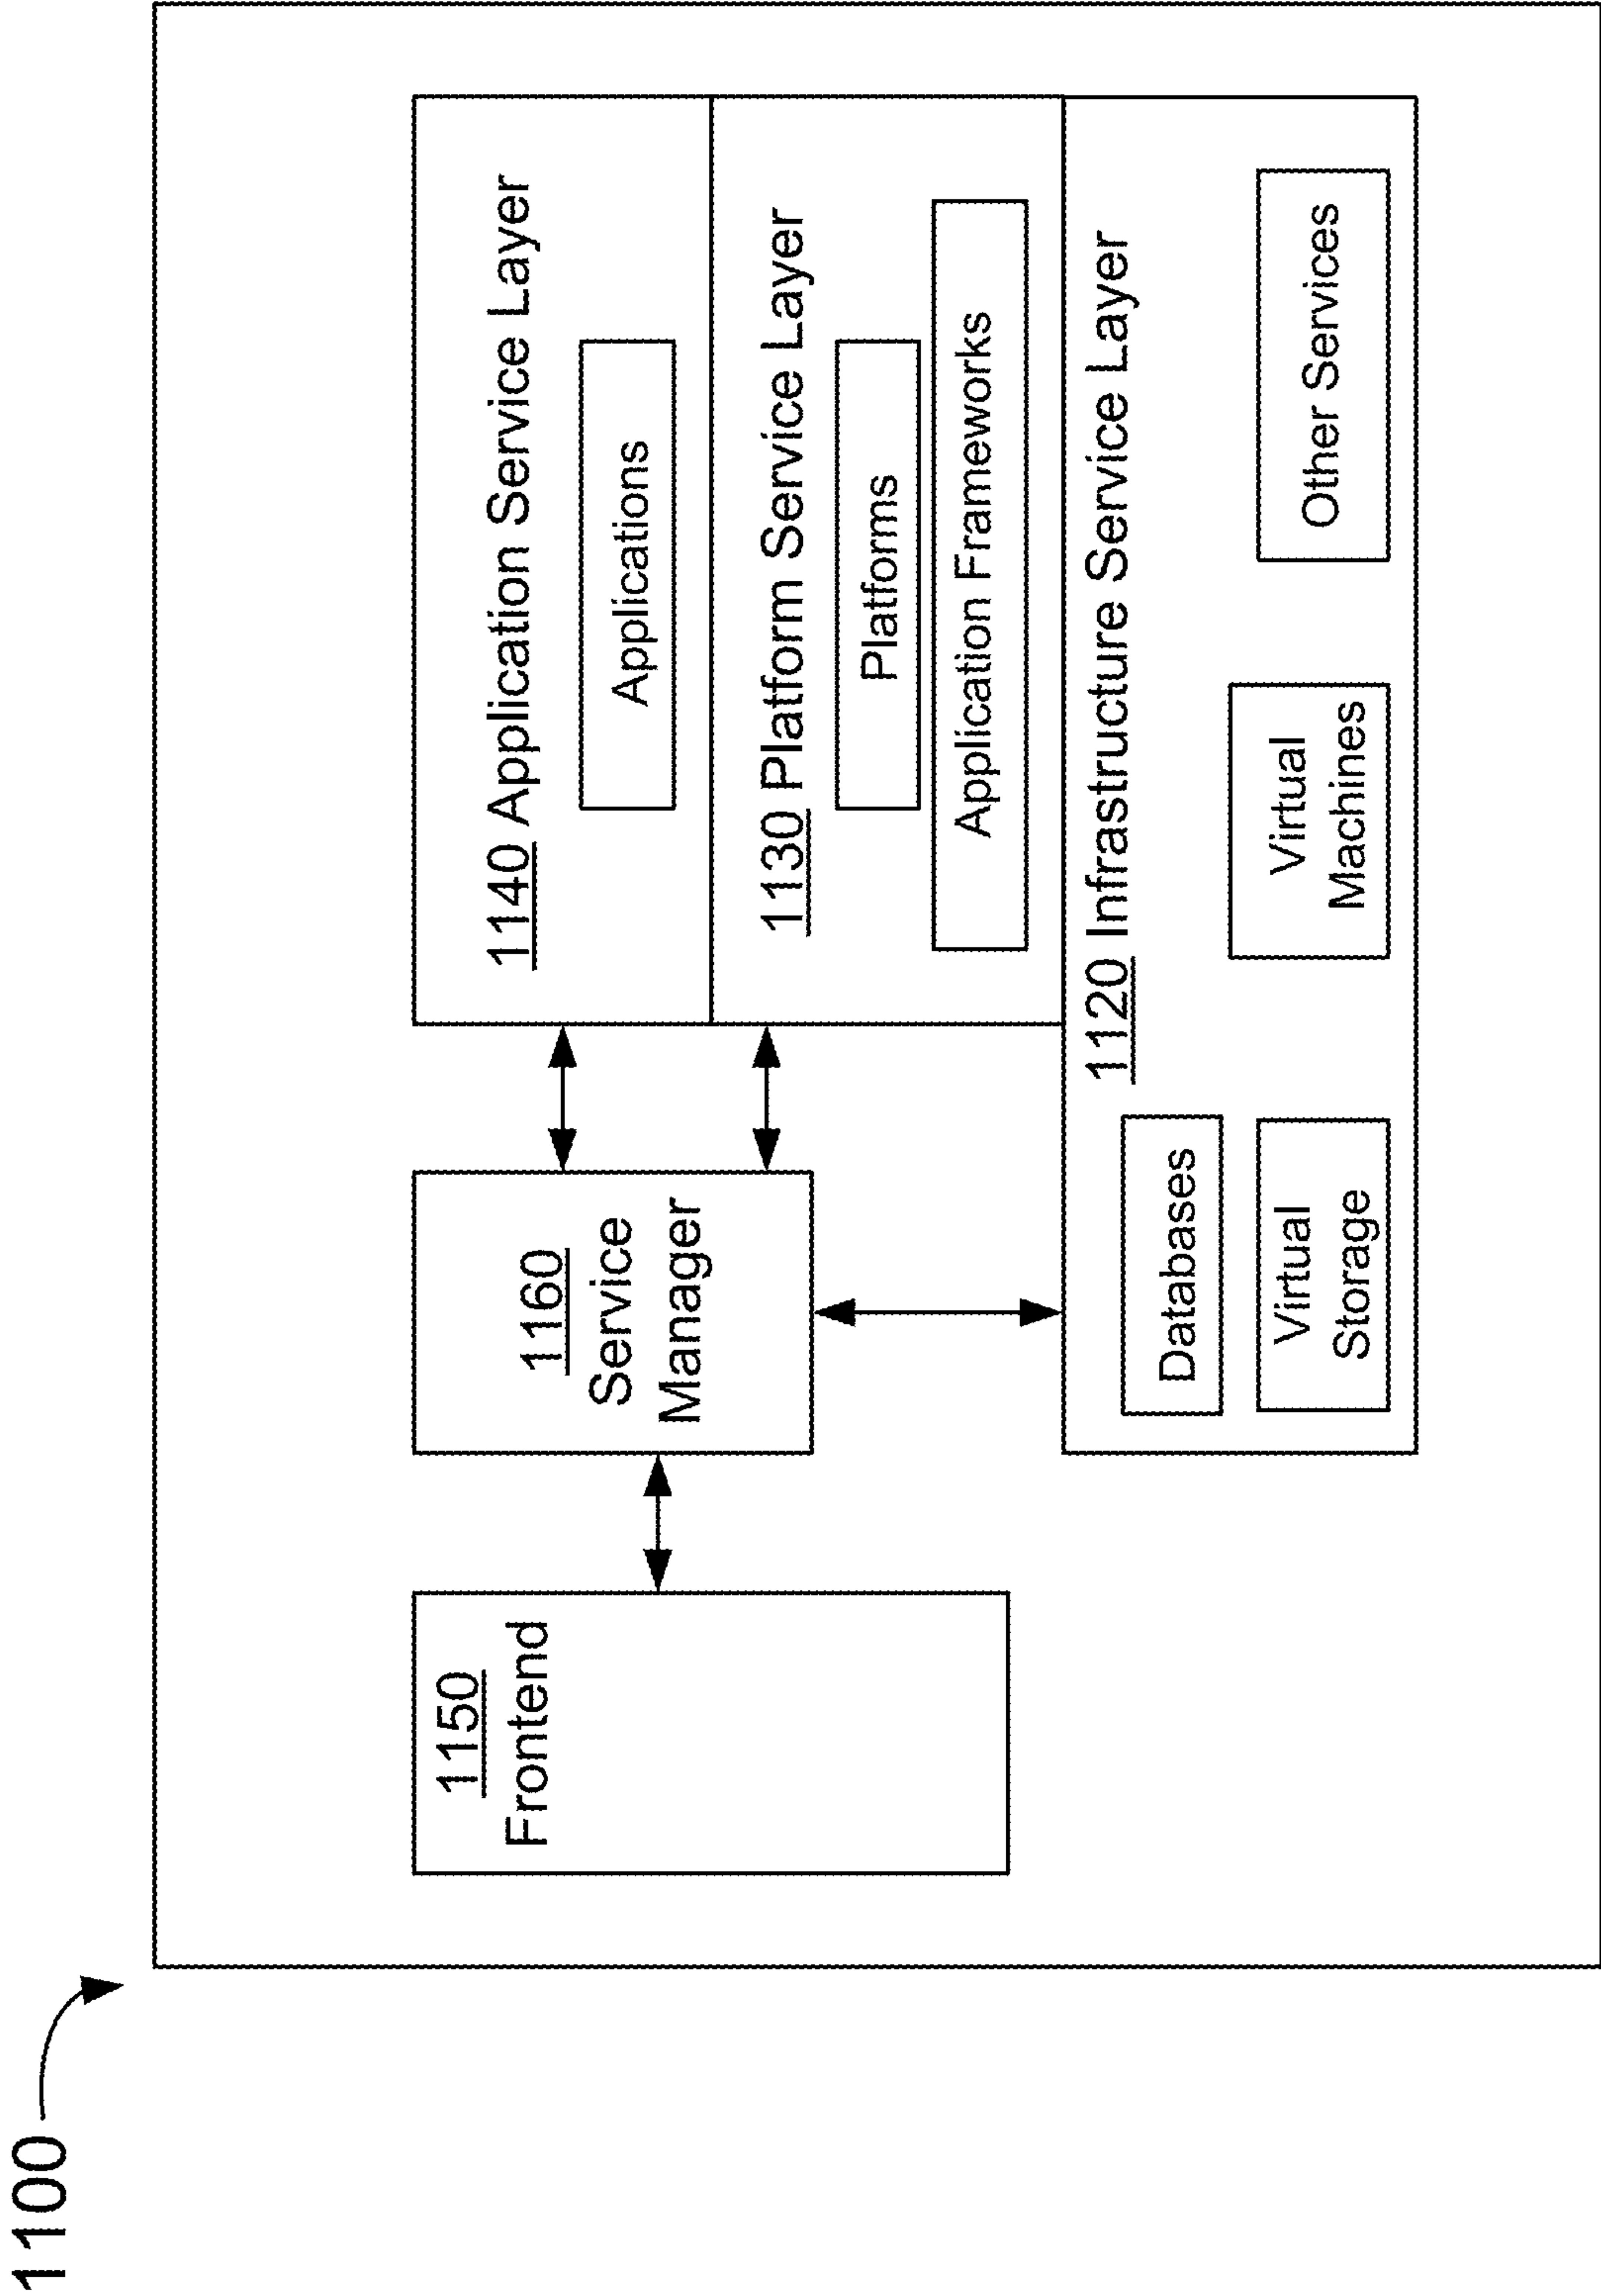 1100
1150
Frontend
1160
Service
Manager
1140 Application Service Layer
Applications
1130 Platform Service Layer
Platforms
Application Frameworks
1120 Infrastructure Service Layer
Databases
Virtual
Storage
Virtual
Machines
Other Services